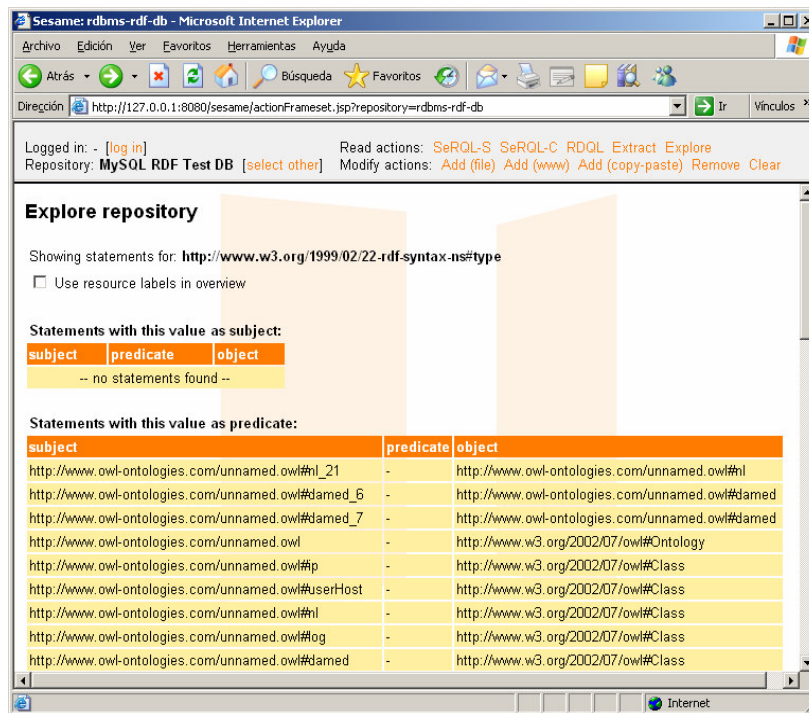 Sesame: rdbms-rdf-db - Microsoft Internet Explorer
Archivo Edición Ver Favoritos Herramientas Ayuda
Atrás Búsqueda Favoritos
Dirección http://127.0.0.1:8080/sesame/actionFrameset.jsp?repository=rdbms-rdf-db Ir Vínculos »
Logged in: - [log in] Read actions: SeRQL-S SeRQL-C RDQL Extract Explore
Repository: MySQL RDF Test DB [select other] Modify actions: Add (file) Add (www) Add (copy-paste) Remove Clear
Explore repository
Showing statements for: http://www.w3.org/1999/02/22-rdf-syntax-ns#type
Use resource labels in overview
Statements with this value as subject:
subject predicate object
-- no statements found --
Statements with this value as predicate:
subject predicate object
http://www.owl-ontologies.com/unnamed.owl#nl_21 - http://www.owl-ontologies.com/unnamed.owl#nl
http://www.owl-ontologies.com/unnamed.owl#damed_6 - http://www.owl-ontologies.com/unnamed.owl#damed
http://www.owl-ontologies.com/unnamed.owl#damed_7 - http://www.owl-ontologies.com/unnamed.owl#damed
http://www.owl-ontologies.com/unnamed.owl - http://www.w3.org/2002/07/owl#Ontology
http://www.owl-ontologies.com/unnamed.owl#ip - http://www.w3.org/2002/07/owl#Class
http://www.owl-ontologies.com/unnamed.owl#userHost - http://www.w3.org/2002/07/owl#Class
http://www.owl-ontologies.com/unnamed.owl#nl - http://www.w3.org/2002/07/owl#Class
http://www.owl-ontologies.com/unnamed.owl#log - http://www.w3.org/2002/07/owl#Class
http://www.owl-ontologies.com/unnamed.owl#damed - http://www.w3.org/2002/07/owl#Class
Internet